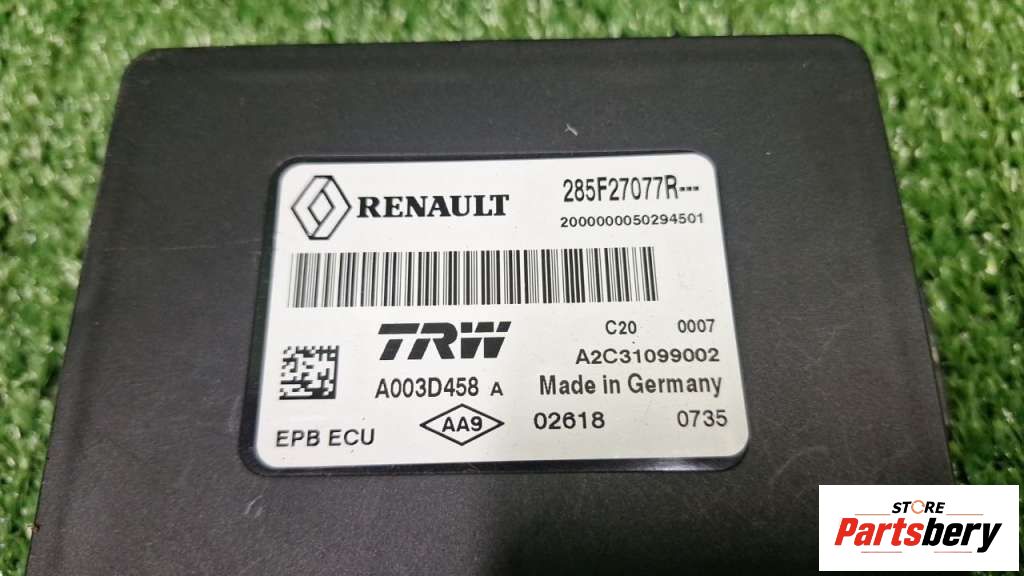 RENAULT
285F27077R---
2000000050294501
TRW
C20 0007
A2C31099002
A003D458 A
Made in Germany
EPB ECU
AA9
02618 0735
STORE
Partsbery